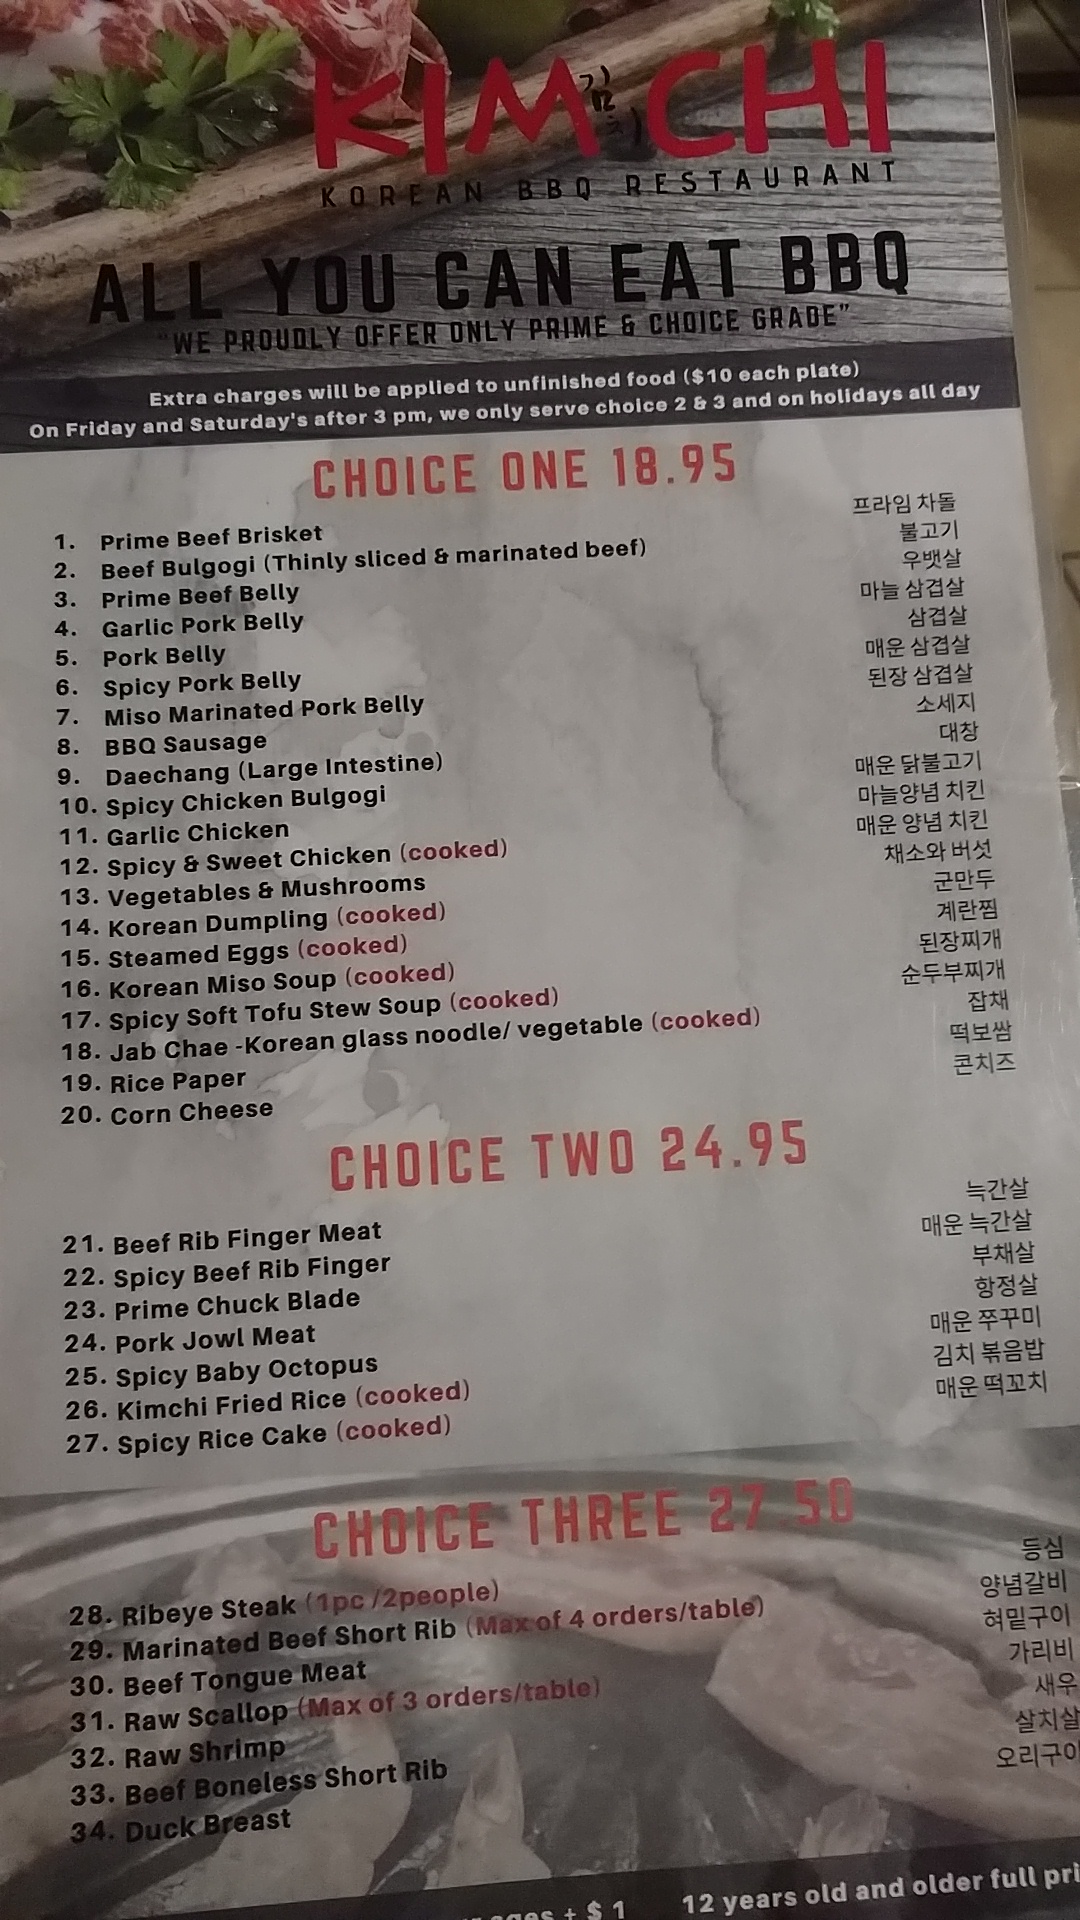 KIM CHI
KOREAN BBQ RESTAURANT
ALL YOU CAN EAT BBQ
"WE PROUDLY OFFER ONLY PRIME & CHOICE GRADE"
Extra charges will be applied to unfinished food ($10 each plate)
On Friday and Saturday's after 3 pm, we only serve choice 2 & 3 and on holidays all day
CHOICE ONE 18.95
1. Prime Beef Brisket 프라임 차돌
2. Beef Bulgogi (Thinly sliced & marinated beef) 불고기
3. Prime Beef Belly 우뱃살
4. Garlic Pork Belly 마늘 삼겹살
5. Pork Belly 삼겹살
6. Spicy Pork Belly 매운 삼겹살
7. Miso Marinated Pork Belly 된장 삼겹살
8. BBQ Sausage 소세지
9. Daechang (Large Intestine) 대창
10. Spicy Chicken Bulgogi 매운 닭불고기
11. Garlic Chicken 마늘양념 치킨
12. Spicy & Sweet Chicken (cooked) 매운 양념 치킨
13. Vegetables & Mushrooms 채소와 버섯
14. Korean Dumpling (cooked) 군만두
15. Steamed Eggs (cooked) 계란찜
16. Korean Miso Soup (cooked) 된장찌개
17. Spicy Soft Tofu Stew Soup (cooked) 순두부찌개
18. Jab Chae -Korean glass noodle/ vegetable (cooked) 잡채
19. Rice Paper 떡보쌈
20. Corn Cheese 콘치즈
CHOICE TWO 24.95
21. Beef Rib Finger Meat 늑간살
22. Spicy Beef Rib Finger 매운 늑간살
23. Prime Chuck Blade 부채살
24. Pork Jowl Meat 항정살
25. Spicy Baby Octopus 매운 쭈꾸미
26. Kimchi Fried Rice (cooked) 김치 볶음밥
27. Spicy Rice Cake (cooked) 매운 떡꼬치
CHOICE THREE 27.50
28. Ribeye Steak (1pc /2people) 등심
29. Marinated Beef Short Rib (Max of 4 orders/table) 양념갈비
30. Beef Tongue Meat 혀밑구이
31. Raw Scallop (Max of 3 orders/table) 가리비
32. Raw Shrimp 새우
33. Beef Boneless Short Rib 살치살
34. Duck Breast 오리구이
+ $ 1 12 years old and older full pri